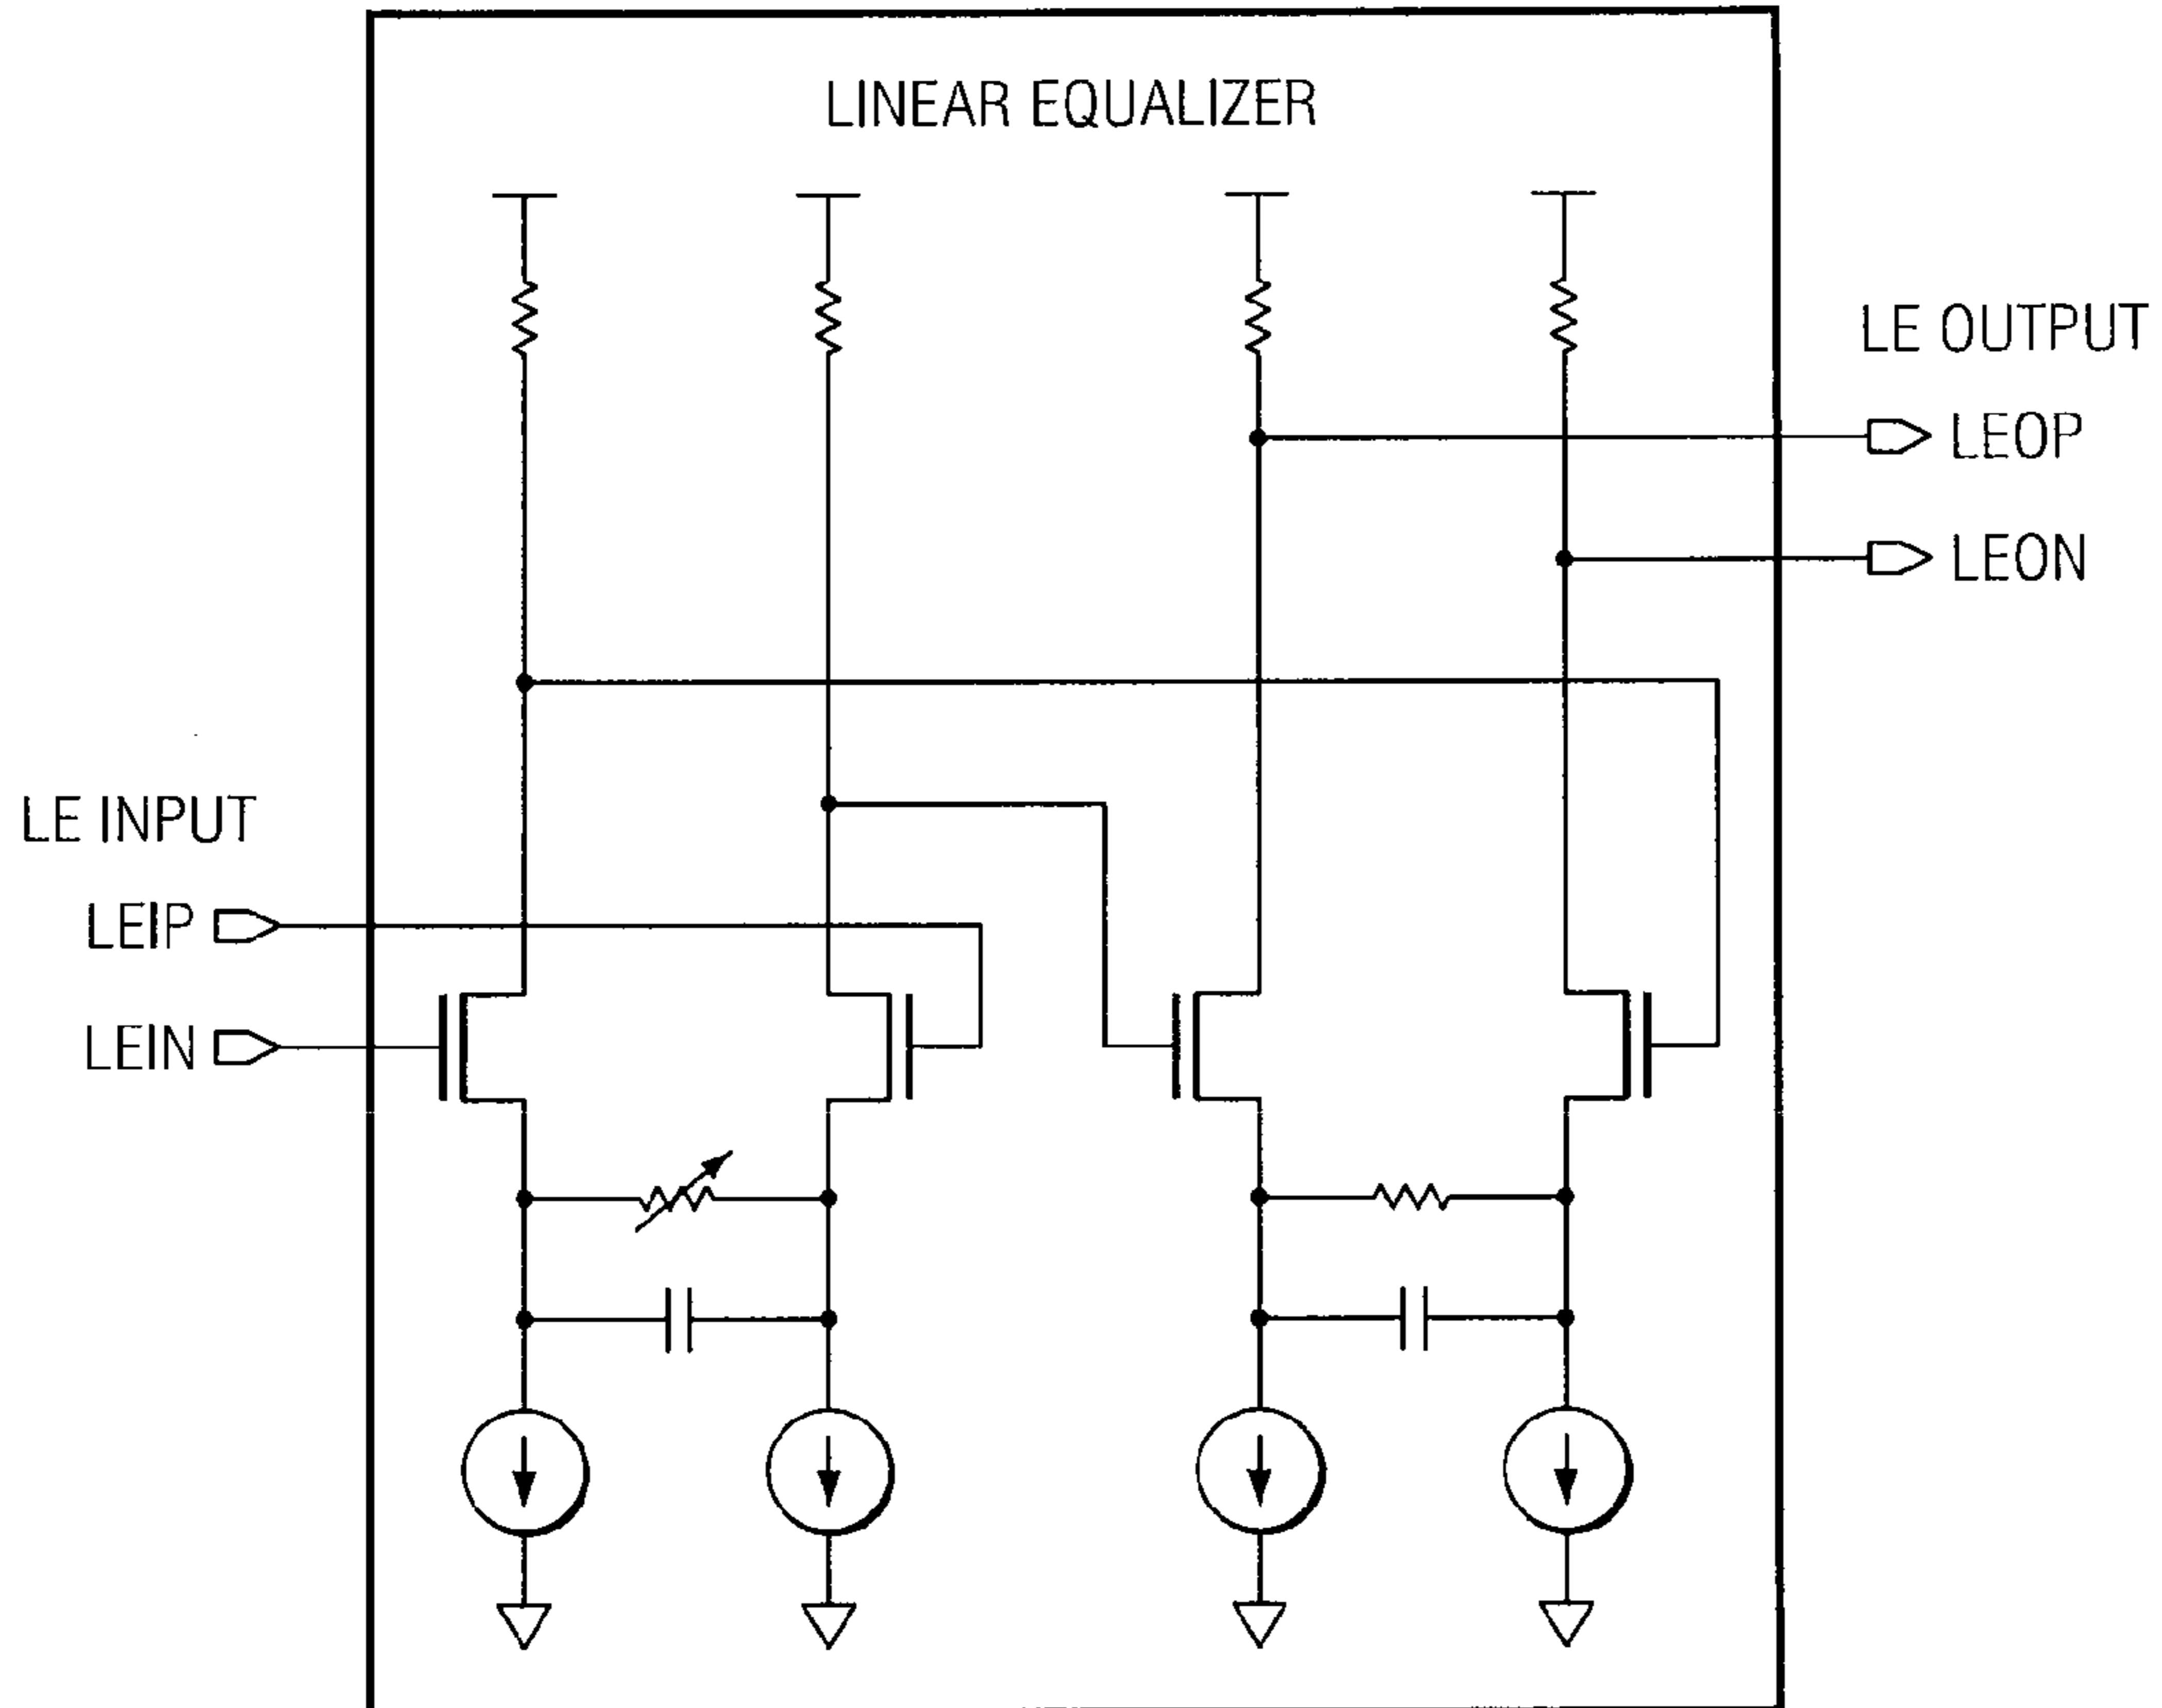 LINEAR EQUALIZER
LE OUTPUT
LEOP
LEON
LE INPUT
LEIP
LEIN